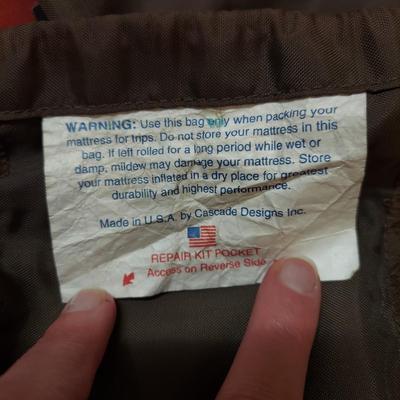 WARNING: Use this bag only when packing your
mattress for trips. Do not store your mattress in this
bag. If left rolled for a long period while wet or
damp, mildew may damage your mattress. Store
your mattress inflated in a dry place for greatest
durability and highest performance.
Made in U.S.A. by Cascade Designs Inc.
REPAIR KIT POCKET
Access on Reverse Side